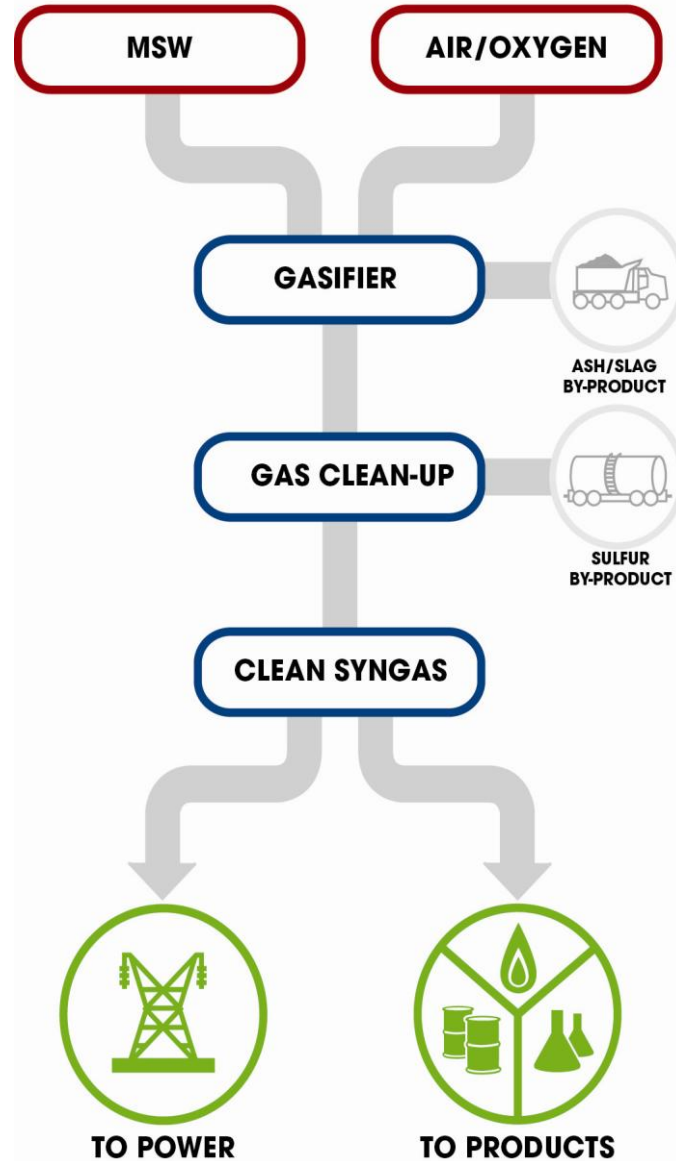 MSW
AIR/OXYGEN
GASIFIER
ASH/SLAG
BY-PRODUCT
GAS CLEAN-UP
SULFUR
BY-PRODUCT
CLEAN SYNGAS
TO POWER
TO PRODUCTS